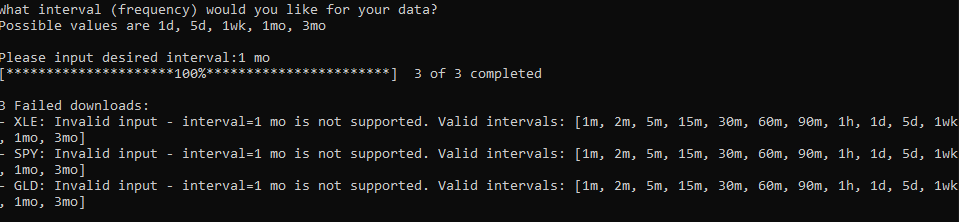 What interval (frequency) would you like for your data?
Possible values are 1d, 5d, 1wk, 1mo, 3mo
Please input desired interval:1 mo
[*********************100%***********************]  3 of 3 completed
3 Failed downloads:
- XLE: Invalid input - interval=1 mo is not supported. Valid intervals: [1m, 2m, 5m, 15m, 30m, 60m, 90m, 1h, 1d, 5d, 1wk
, 1mo, 3mo]
- SPY: Invalid input - interval=1 mo is not supported. Valid intervals: [1m, 2m, 5m, 15m, 30m, 60m, 90m, 1h, 1d, 5d, 1wk
, 1mo, 3mo]
- GLD: Invalid input - interval=1 mo is not supported. Valid intervals: [1m, 2m, 5m, 15m, 30m, 60m, 90m, 1h, 1d, 5d, 1wk
, 1mo, 3mo]